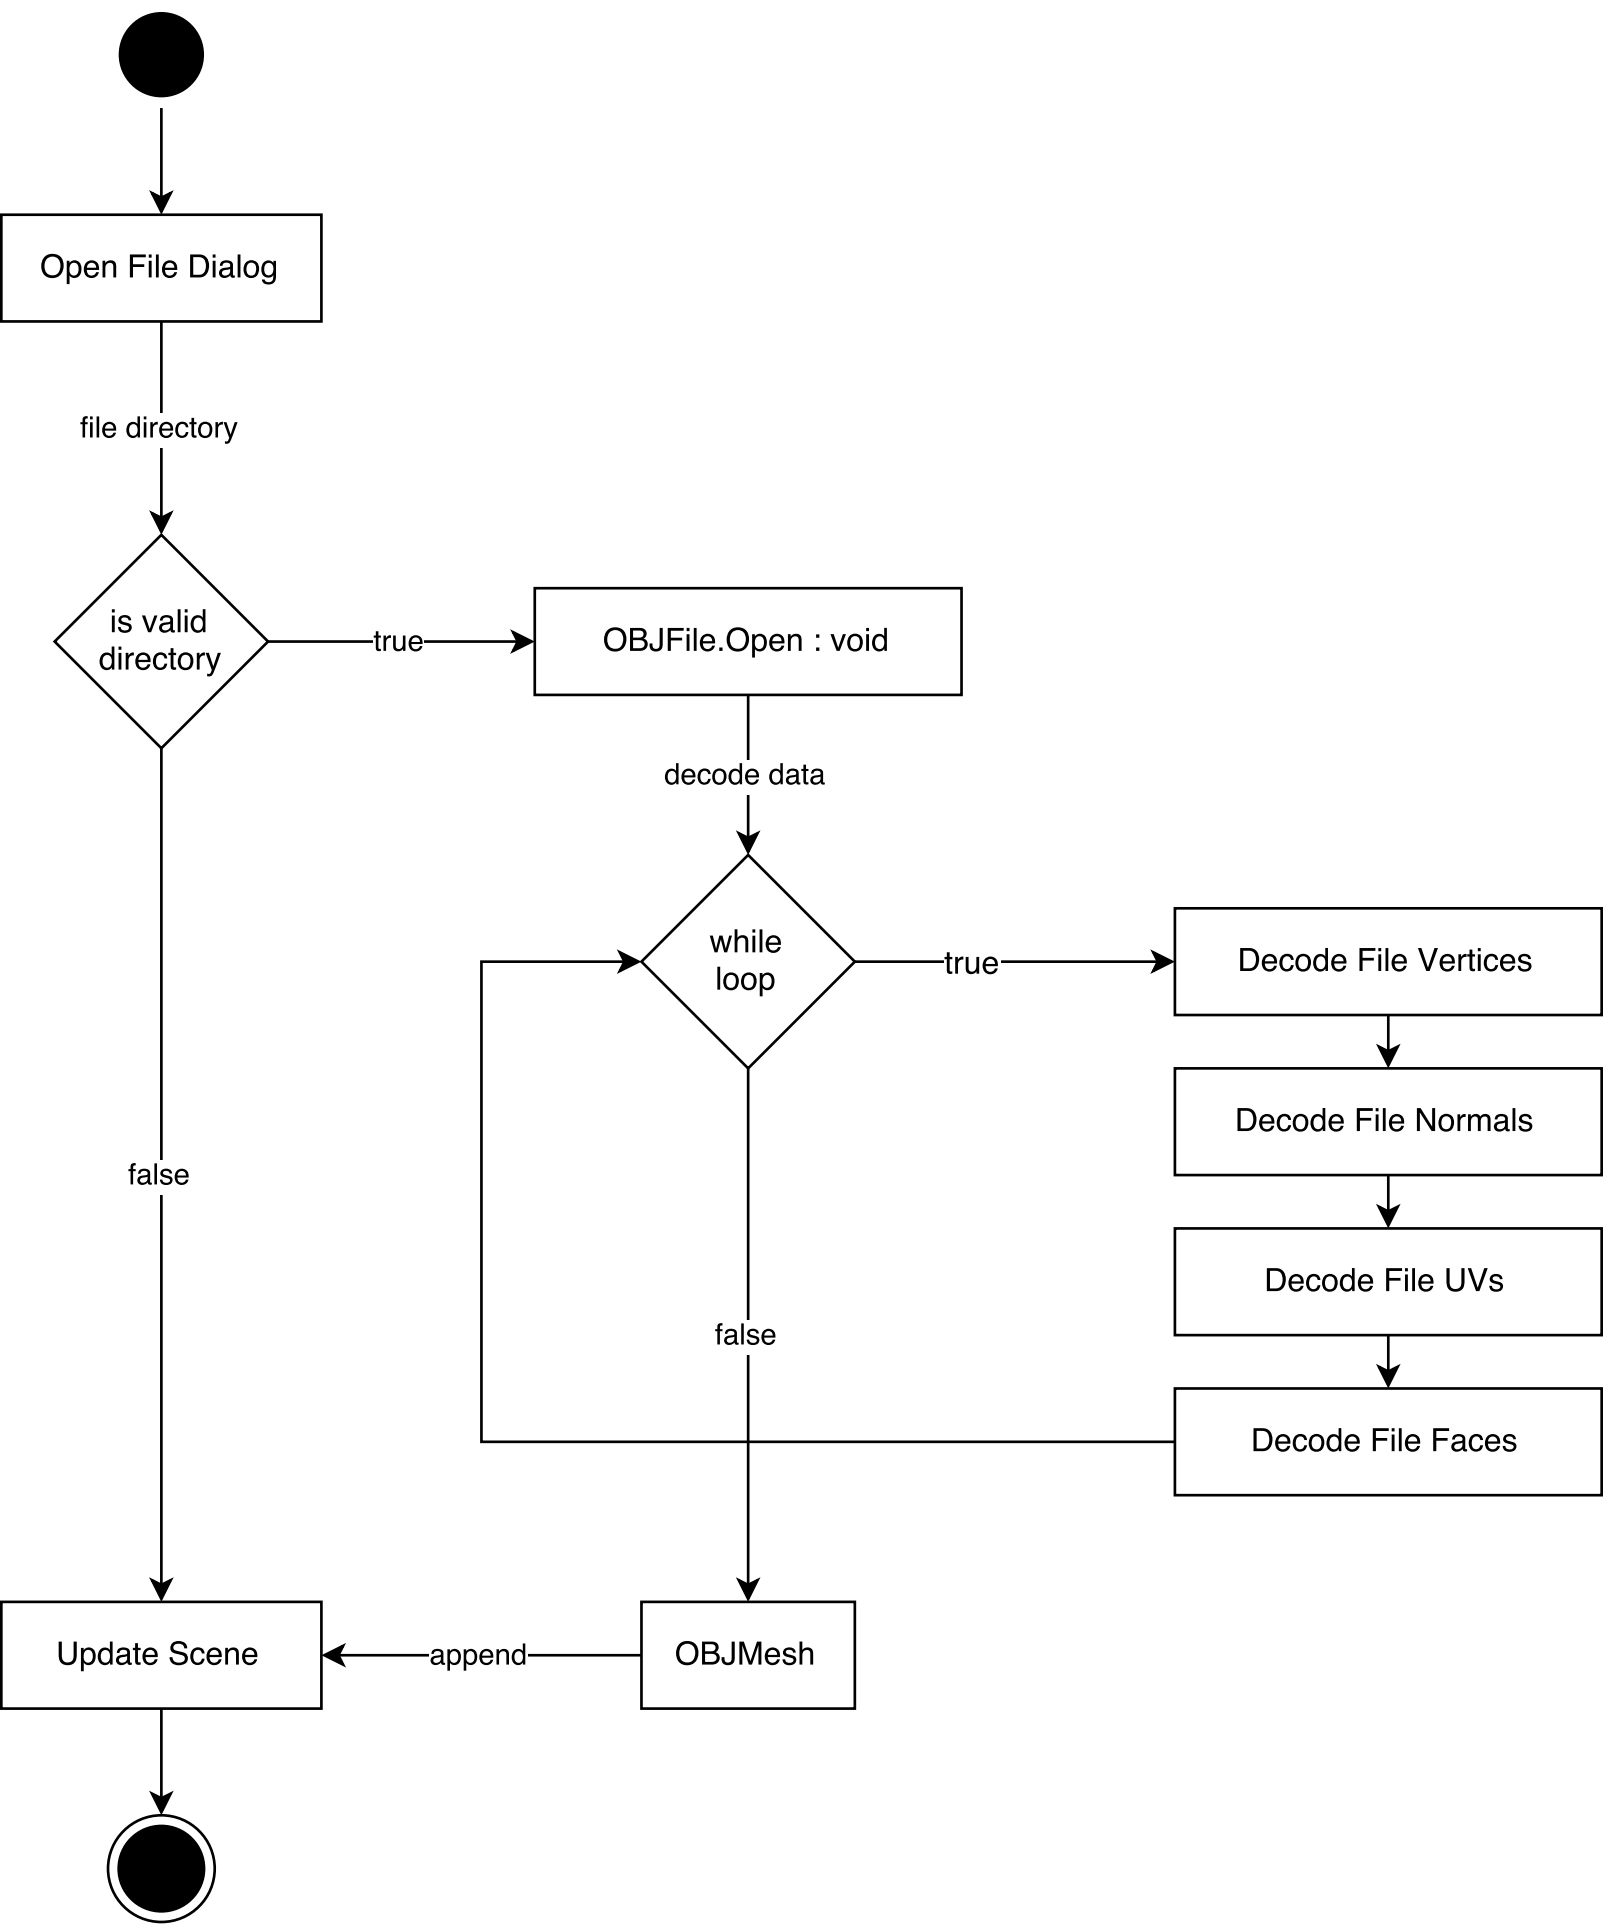 Open File Dialog
file directory
is valid
directory
true
OBJFile.Open : void
decode data
while
loop
true
Decode File Vertices
Decode File Normals
false
Decode File UVs
false
Decode File Faces
Update Scene
append
OBJMesh